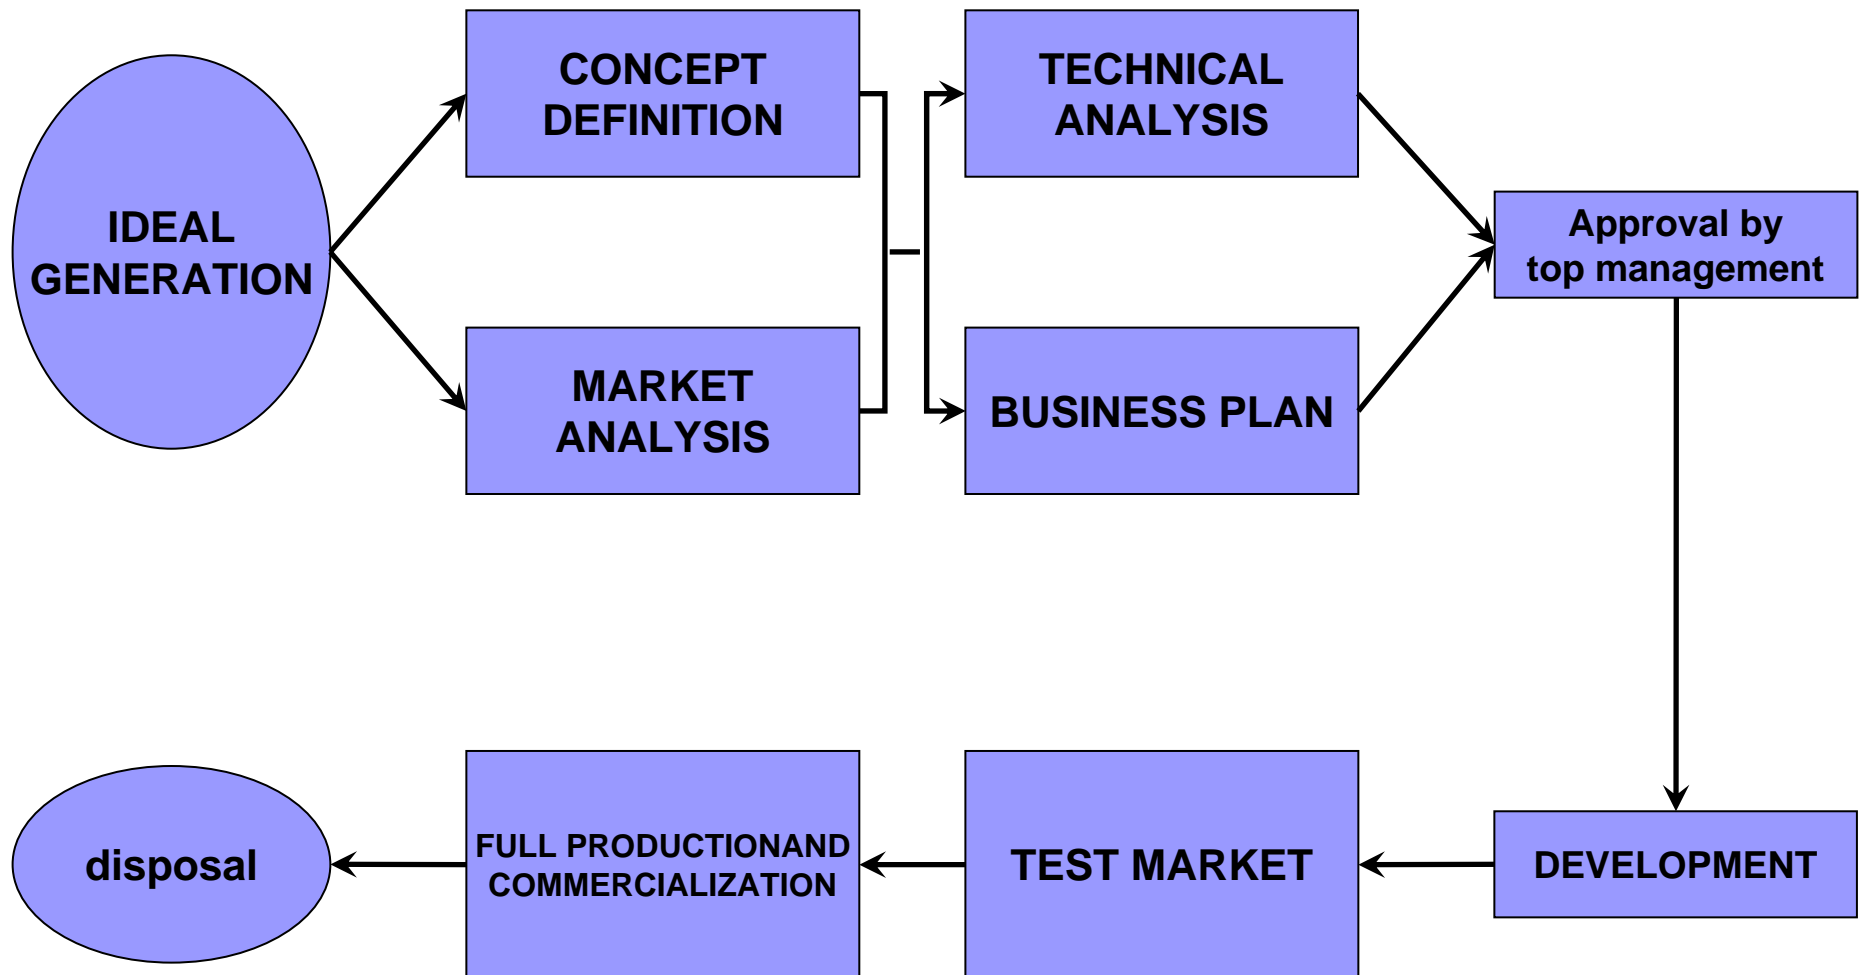 IDEAL
GENERATION
CONCEPT
DEFINITION
MARKET
ANALYSIS
TECHNICAL
ANALYSIS
BUSINESS PLAN
Approval by
top management
DEVELOPMENT
TEST MARKET
FULL PRODUCTIONAND
COMMERCIALIZATION
disposal